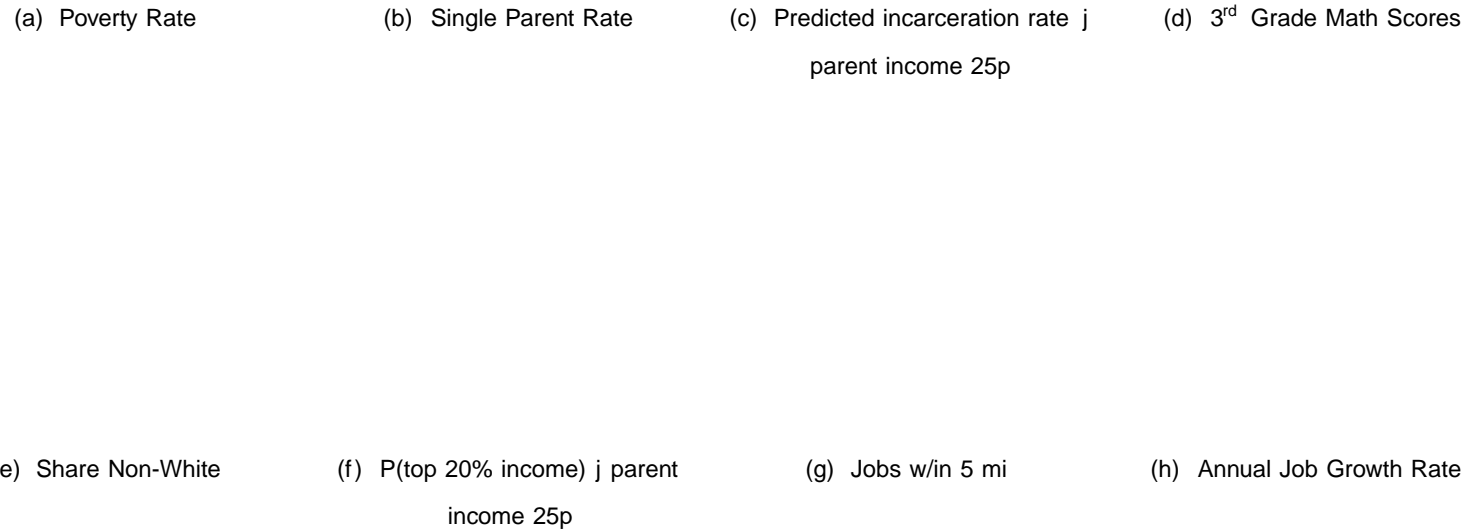 (a) Poverty Rate
(b) Single Parent Rate
(c) Predicted incarceration rate j
parent income 25p
(d) 3rd Grade Math Scores
e) Share Non-White
(f) P(top 20% income) j parent
income 25p
(g) Jobs w/in 5 mi
(h) Annual Job Growth Rate